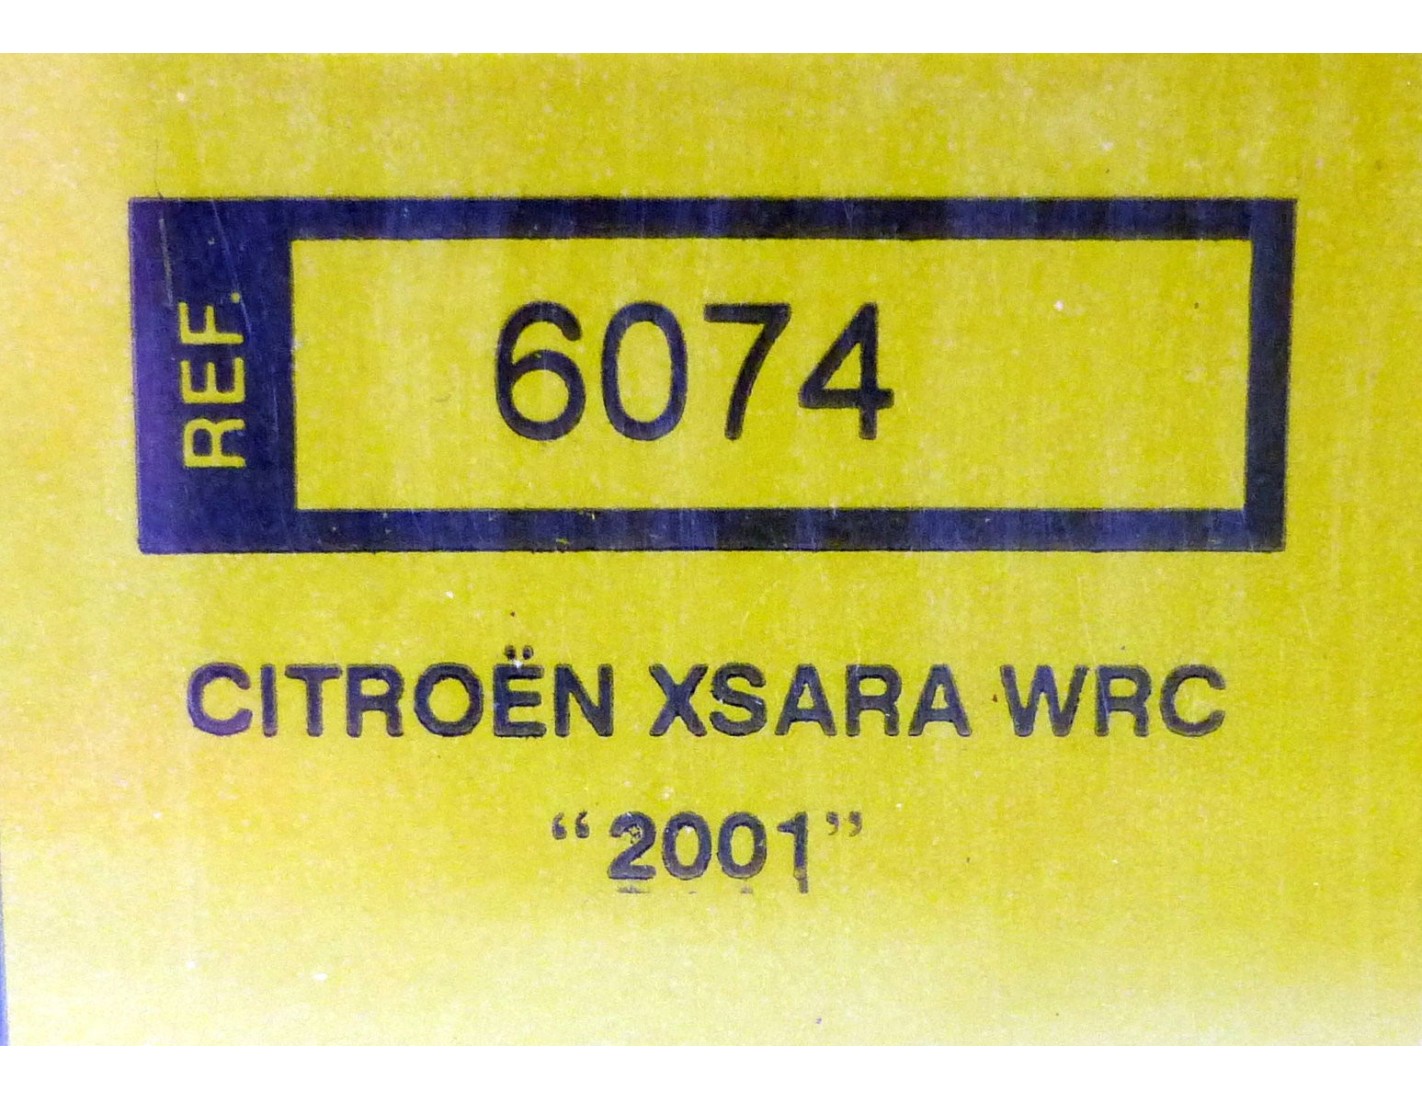 REF.
6074
CITROËN XSARA WRC
“2001”